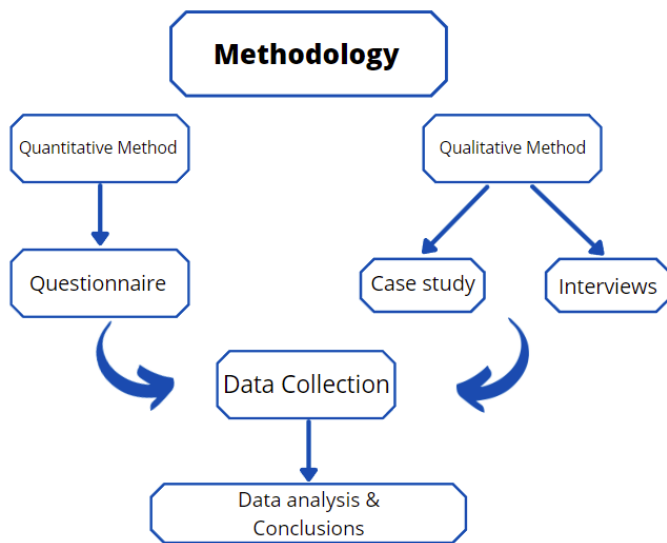 Methodology
Quantitative Method
Qualitative Method
Questionnaire
Case study
Interviews
Data Collection
Data analysis &
Conclusions